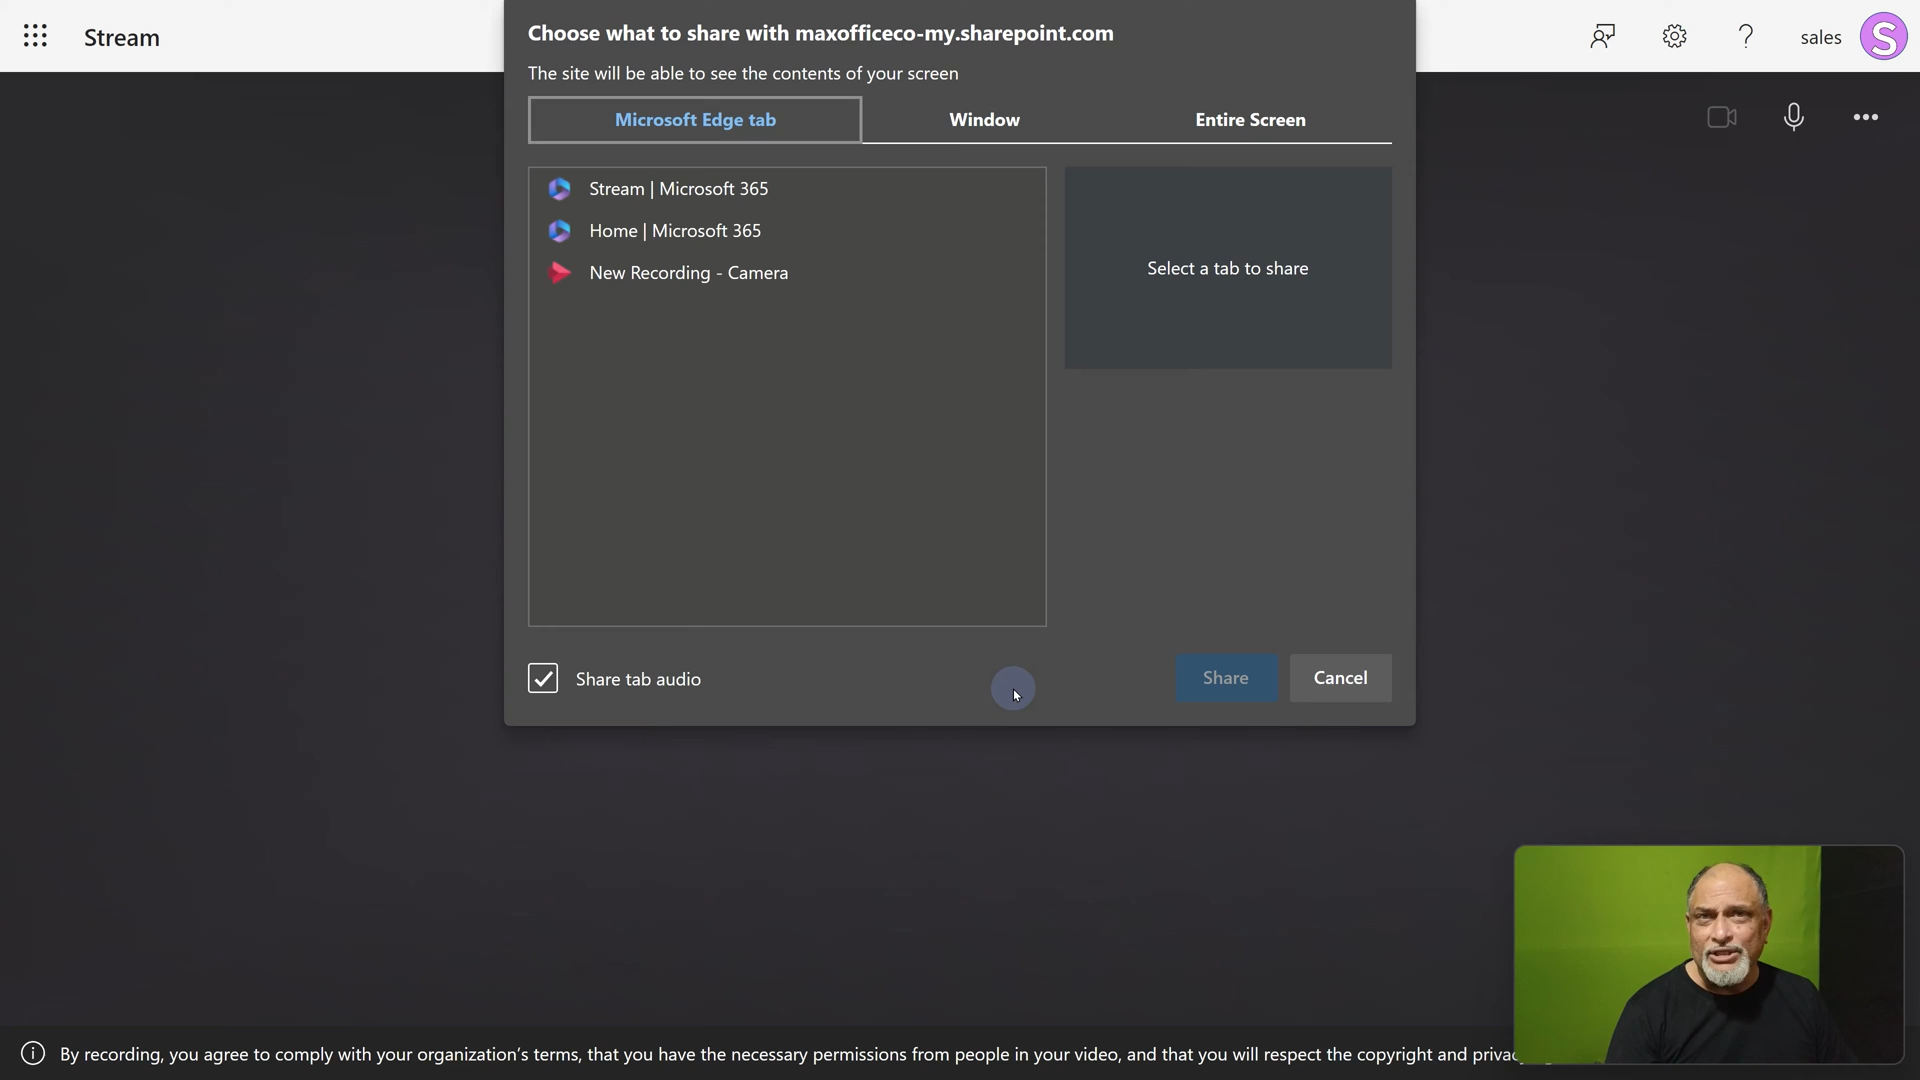 Stream
Choose what to share with maxofficeco-my.sharepoint.com
The site will be able to see the contents of your screen
sales
S
Microsoft Edge tab
Window
Entire Screen
Stream | Microsoft 365
Home | Microsoft 365
New Recording - Camera
Select a tab to share
Share tab audio
Share
Cancel
By recording, you agree to comply with your organization's terms, that you have the necessary permissions from people in your video, and that you will respect the copyright and